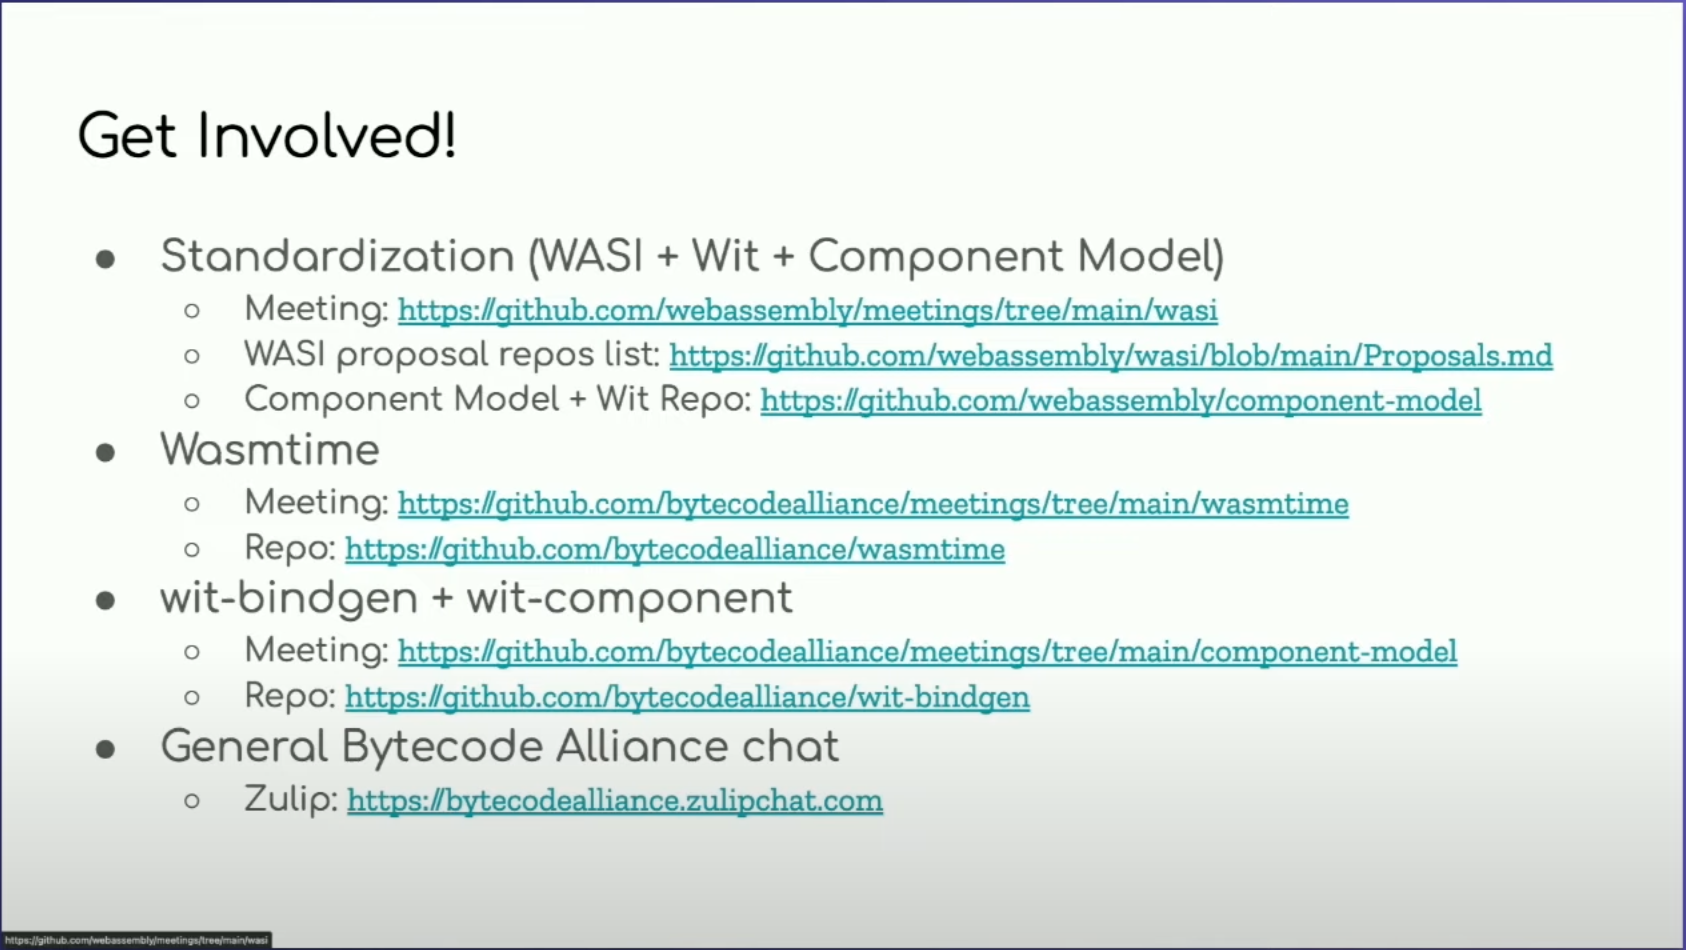 Get Involved!
● Standardization (WASI + Wit + Component Model)
○ Meeting: https://github.com/webassembly/meetings/tree/main/wasi
○ WASI proposal repos list: https://github.com/webassembly/wasi/blob/main/Proposals.md
○ Component Model + Wit Repo: https://github.com/webassembly/component-model
● Wasmtime
○ Meeting: https://github.com/bytecodealliance/meetings/tree/main/wasmtime
○ Repo: https://github.com/bytecodealliance/wasmtime
● wit-bindgen + wit-component
○ Meeting: https://github.com/bytecodealliance/meetings/tree/main/component-model
○ Repo: https://github.com/bytecodealliance/wit-bindgen
● General Bytecode Alliance chat
○ Zulip: https://bytecodealliance.zulipchat.com
https://github.com/webassembly/meetings/tree/main/wasi